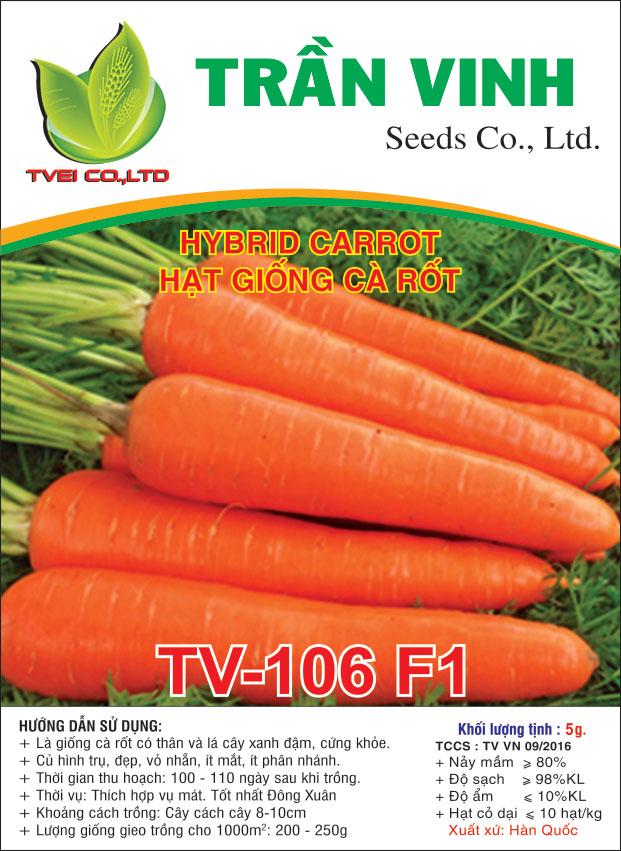 TVEI CO.,LTD
TRẦN VINH
Seeds Co., Ltd.
HYBRID CARROT
HẠT GIỐNG CÀ RỐT
TV-106 F1
HƯỚNG DẪN SỬ DỤNG:
+ Là giống cà rốt có thân và lá cây xanh đậm, cứng khỏe.
+ Củ hình trụ, đẹp, vỏ nhẵn, ít mắt, ít phân nhánh.
+ Thời gian thu hoạch: 100 - 110 ngày sau khi trồng.
+ Thời vụ: Thích hợp vụ mát. Tốt nhất Đông Xuân
+ Khoảng cách trồng: Cây cách cây 8-10cm
+ Lượng giống gieo trồng cho 1000m²: 200 - 250g
Khối lượng tịnh : 5g.
TCCS : TV VN 09/2016
+ Nảy mầm ⩾ 80%
+ Độ sạch ⩾ 98%KL
+ Độ ẩm ⩽ 10%KL
+ Hạt cỏ dại ⩽ 10 hạt/kg
Xuất xứ: Hàn Quốc